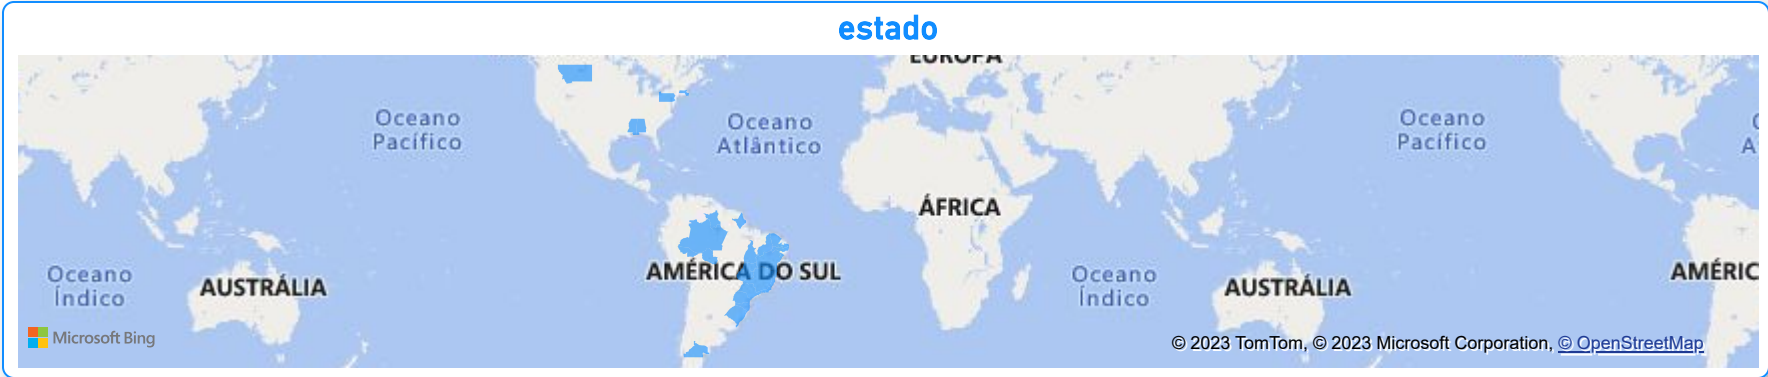 estado
EUROPA
Oceano
Pacífico
Oceano
Atlântico
Oceano
Pacífico
ÁFRICA
Oceano
Índico
AUSTRÁLIA
AMÉRICA DO SUL
Oceano
Índico
AUSTRÁLIA
AMÉRIC
Microsoft Bing
© 2023 TomTom, © 2023 Microsoft Corporation, © OpenStreetMap